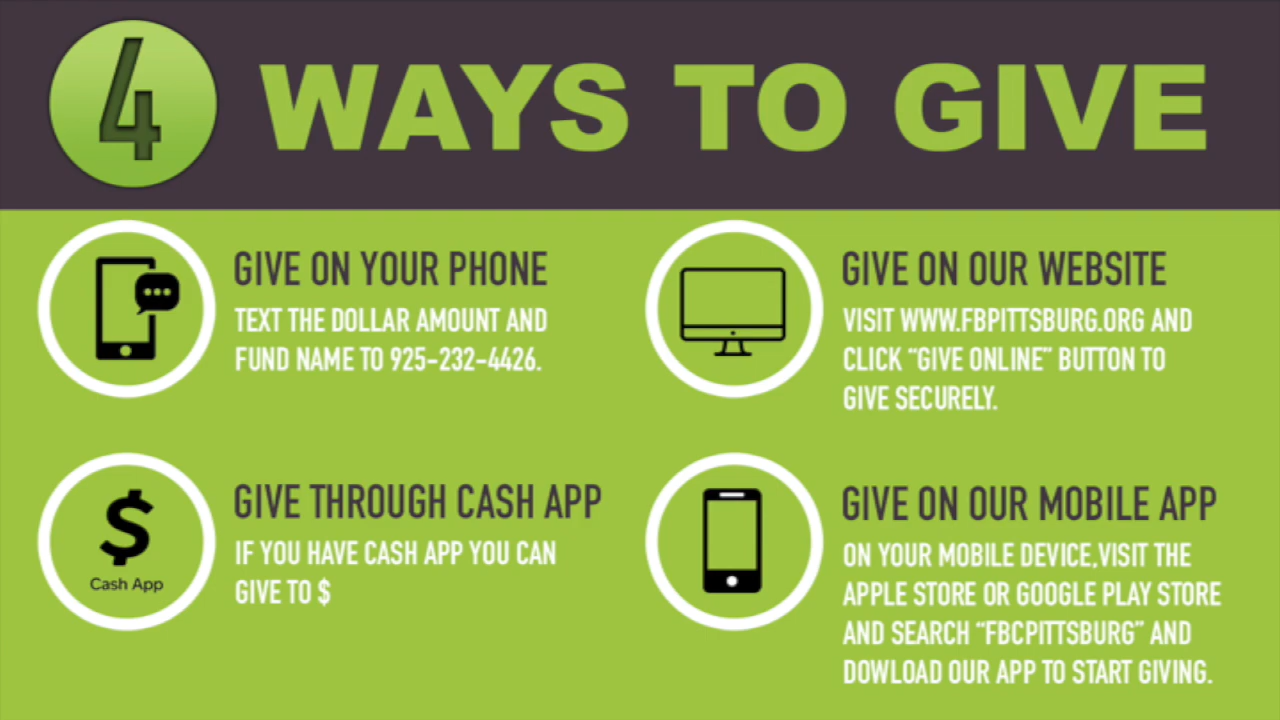 4 WAYS TO GIVE
GIVE ON YOUR PHONE
TEXT THE DOLLAR AMOUNT AND
FUND NAME TO 925-232-4426.
GIVE ON OUR WEBSITE
VISIT WWW.FBPITTSBURG.ORG AND
CLICK “GIVE ONLINE” BUTTON TO
GIVE SECURELY.
$
Cash App
GIVE THROUGH CASH APP
IF YOU HAVE CASH APP YOU CAN
GIVE TO $
GIVE ON OUR MOBILE APP
ON YOUR MOBILE DEVICE,VISIT THE
APPLE STORE OR GOOGLE PLAY STORE
AND SEARCH “FBCPITTSBURG” AND
DOWLOAD OUR APP TO START GIVING.